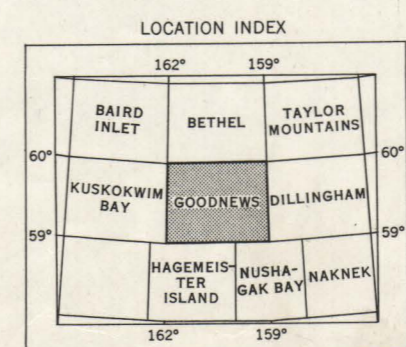 LOCATION INDEX
162° 159°
BAIRD INLET
BETHEL
TAYLOR MOUNTAINS
60° 60°
KUSKOKWIM BAY
GOODNEWS
DILLINGHAM
59° 59°
HAGEMEIS-
TER
ISLAND
NUSHA-
GAK BAY
NAKNEK
162° 159°